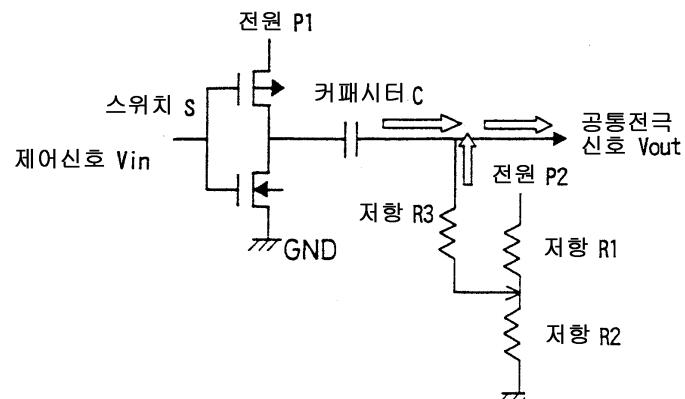 전원 P1
스위치 S
커패시터 C
공통전극
신호 Vout
제어신호 Vin
전원 P2
저항 R3
GND
저항 R1
저항 R2